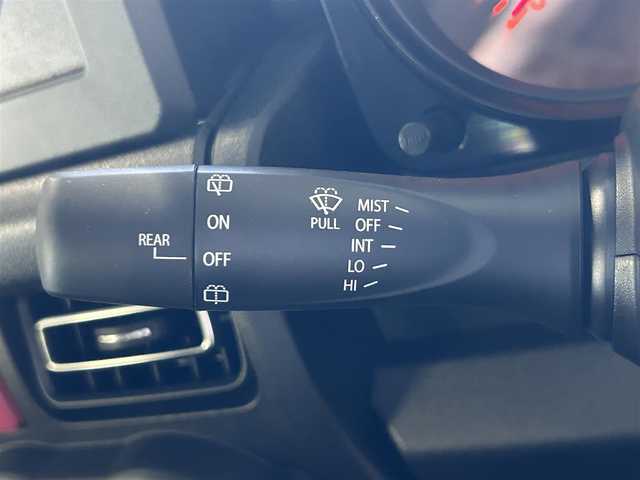 REAR
ON
OFF
PULL
MIST
OFF
INT
LO
HI